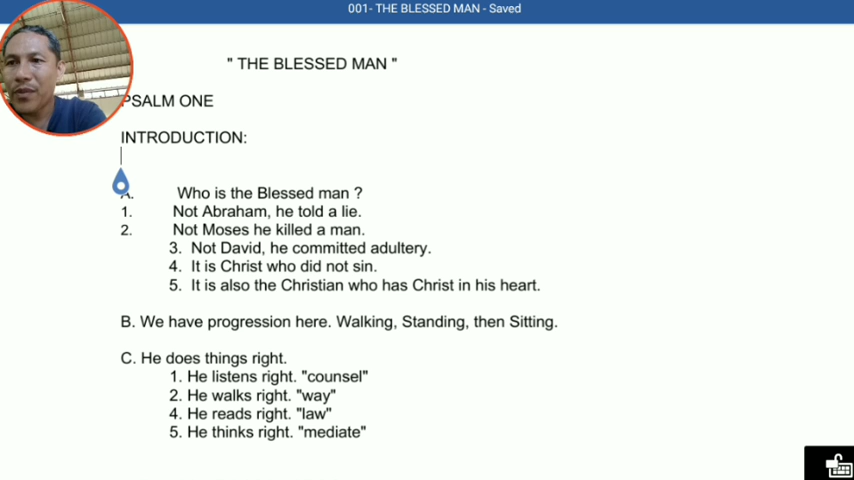 001- THE BLESSED MAN - Saved
" THE BLESSED MAN "
PSALM ONE
INTRODUCTION:
A. Who is the Blessed man ?
1. Not Abraham, he told a lie.
2. Not Moses he killed a man.
3. Not David, he committed adultery.
4. It is Christ who did not sin.
5. It is also the Christian who has Christ in his heart.
B. We have progression here. Walking, Standing, then Sitting.
C. He does things right.
1. He listens right. "counsel"
2. He walks right. "way"
4. He reads right. "law"
5. He thinks right. "mediate"